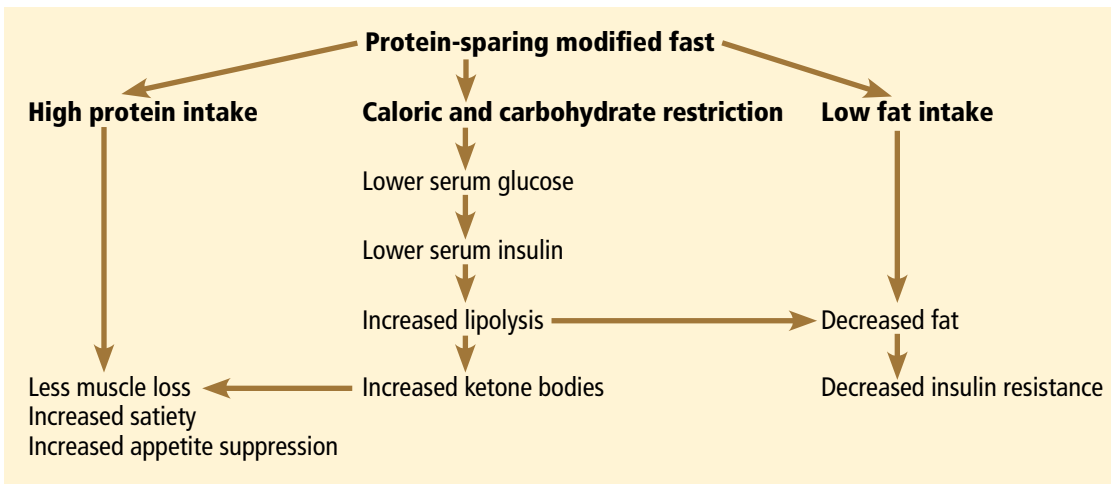 Protein-sparing modified fast
High protein intake
Caloric and carbohydrate restriction
Low fat intake
Lower serum glucose
Lower serum insulin
Increased lipolysis
Decreased fat
Less muscle loss
Increased satiety
Increased appetite suppression
Increased ketone bodies
Decreased insulin resistance